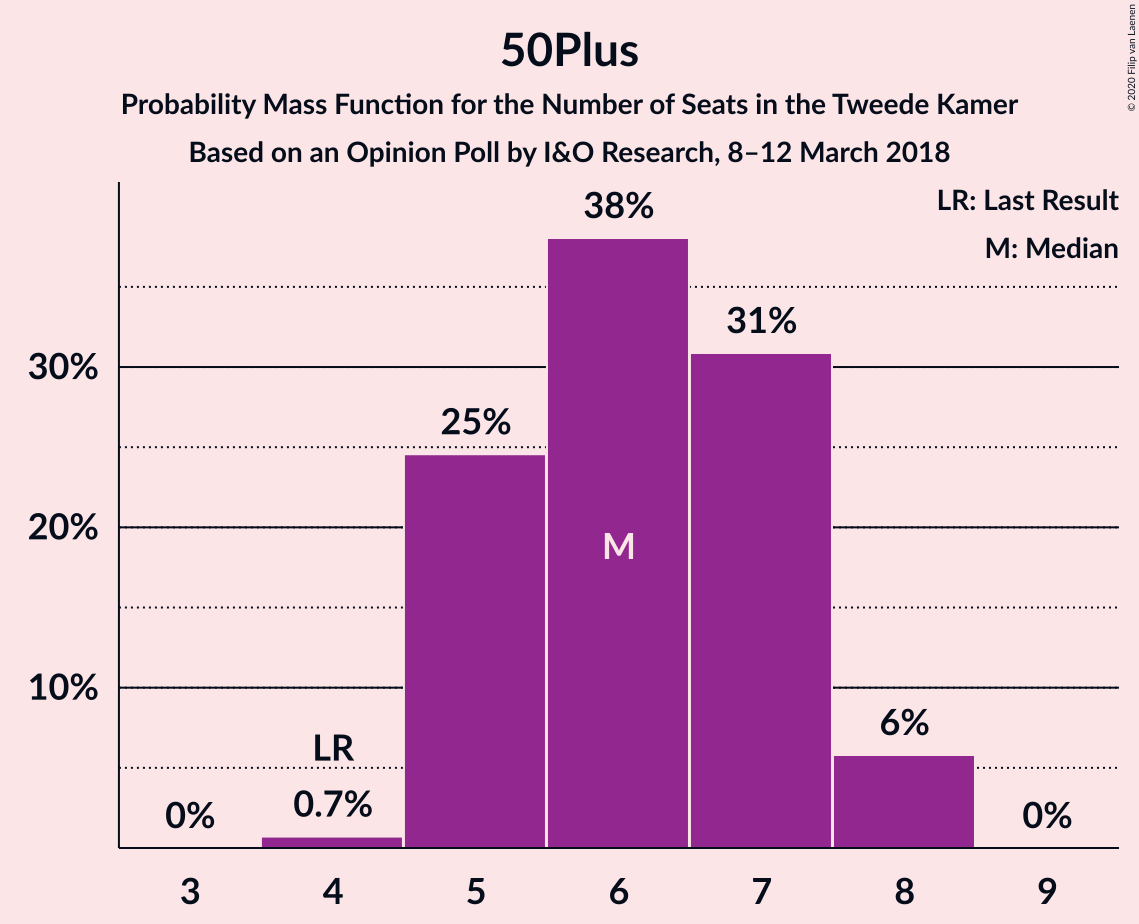 50Plus
Probability Mass Function for the Number of Seats in the Tweede Kamer
Based on an Opinion Poll by I&O Research, 8–12 March 2018
© 2020 Filip van Laenen
LR: Last Result
M: Median
38%
31%
30%
25%
20%
M
10%
6%
LR
0%
0.7%
0%
3 4 5 6 7 8 9